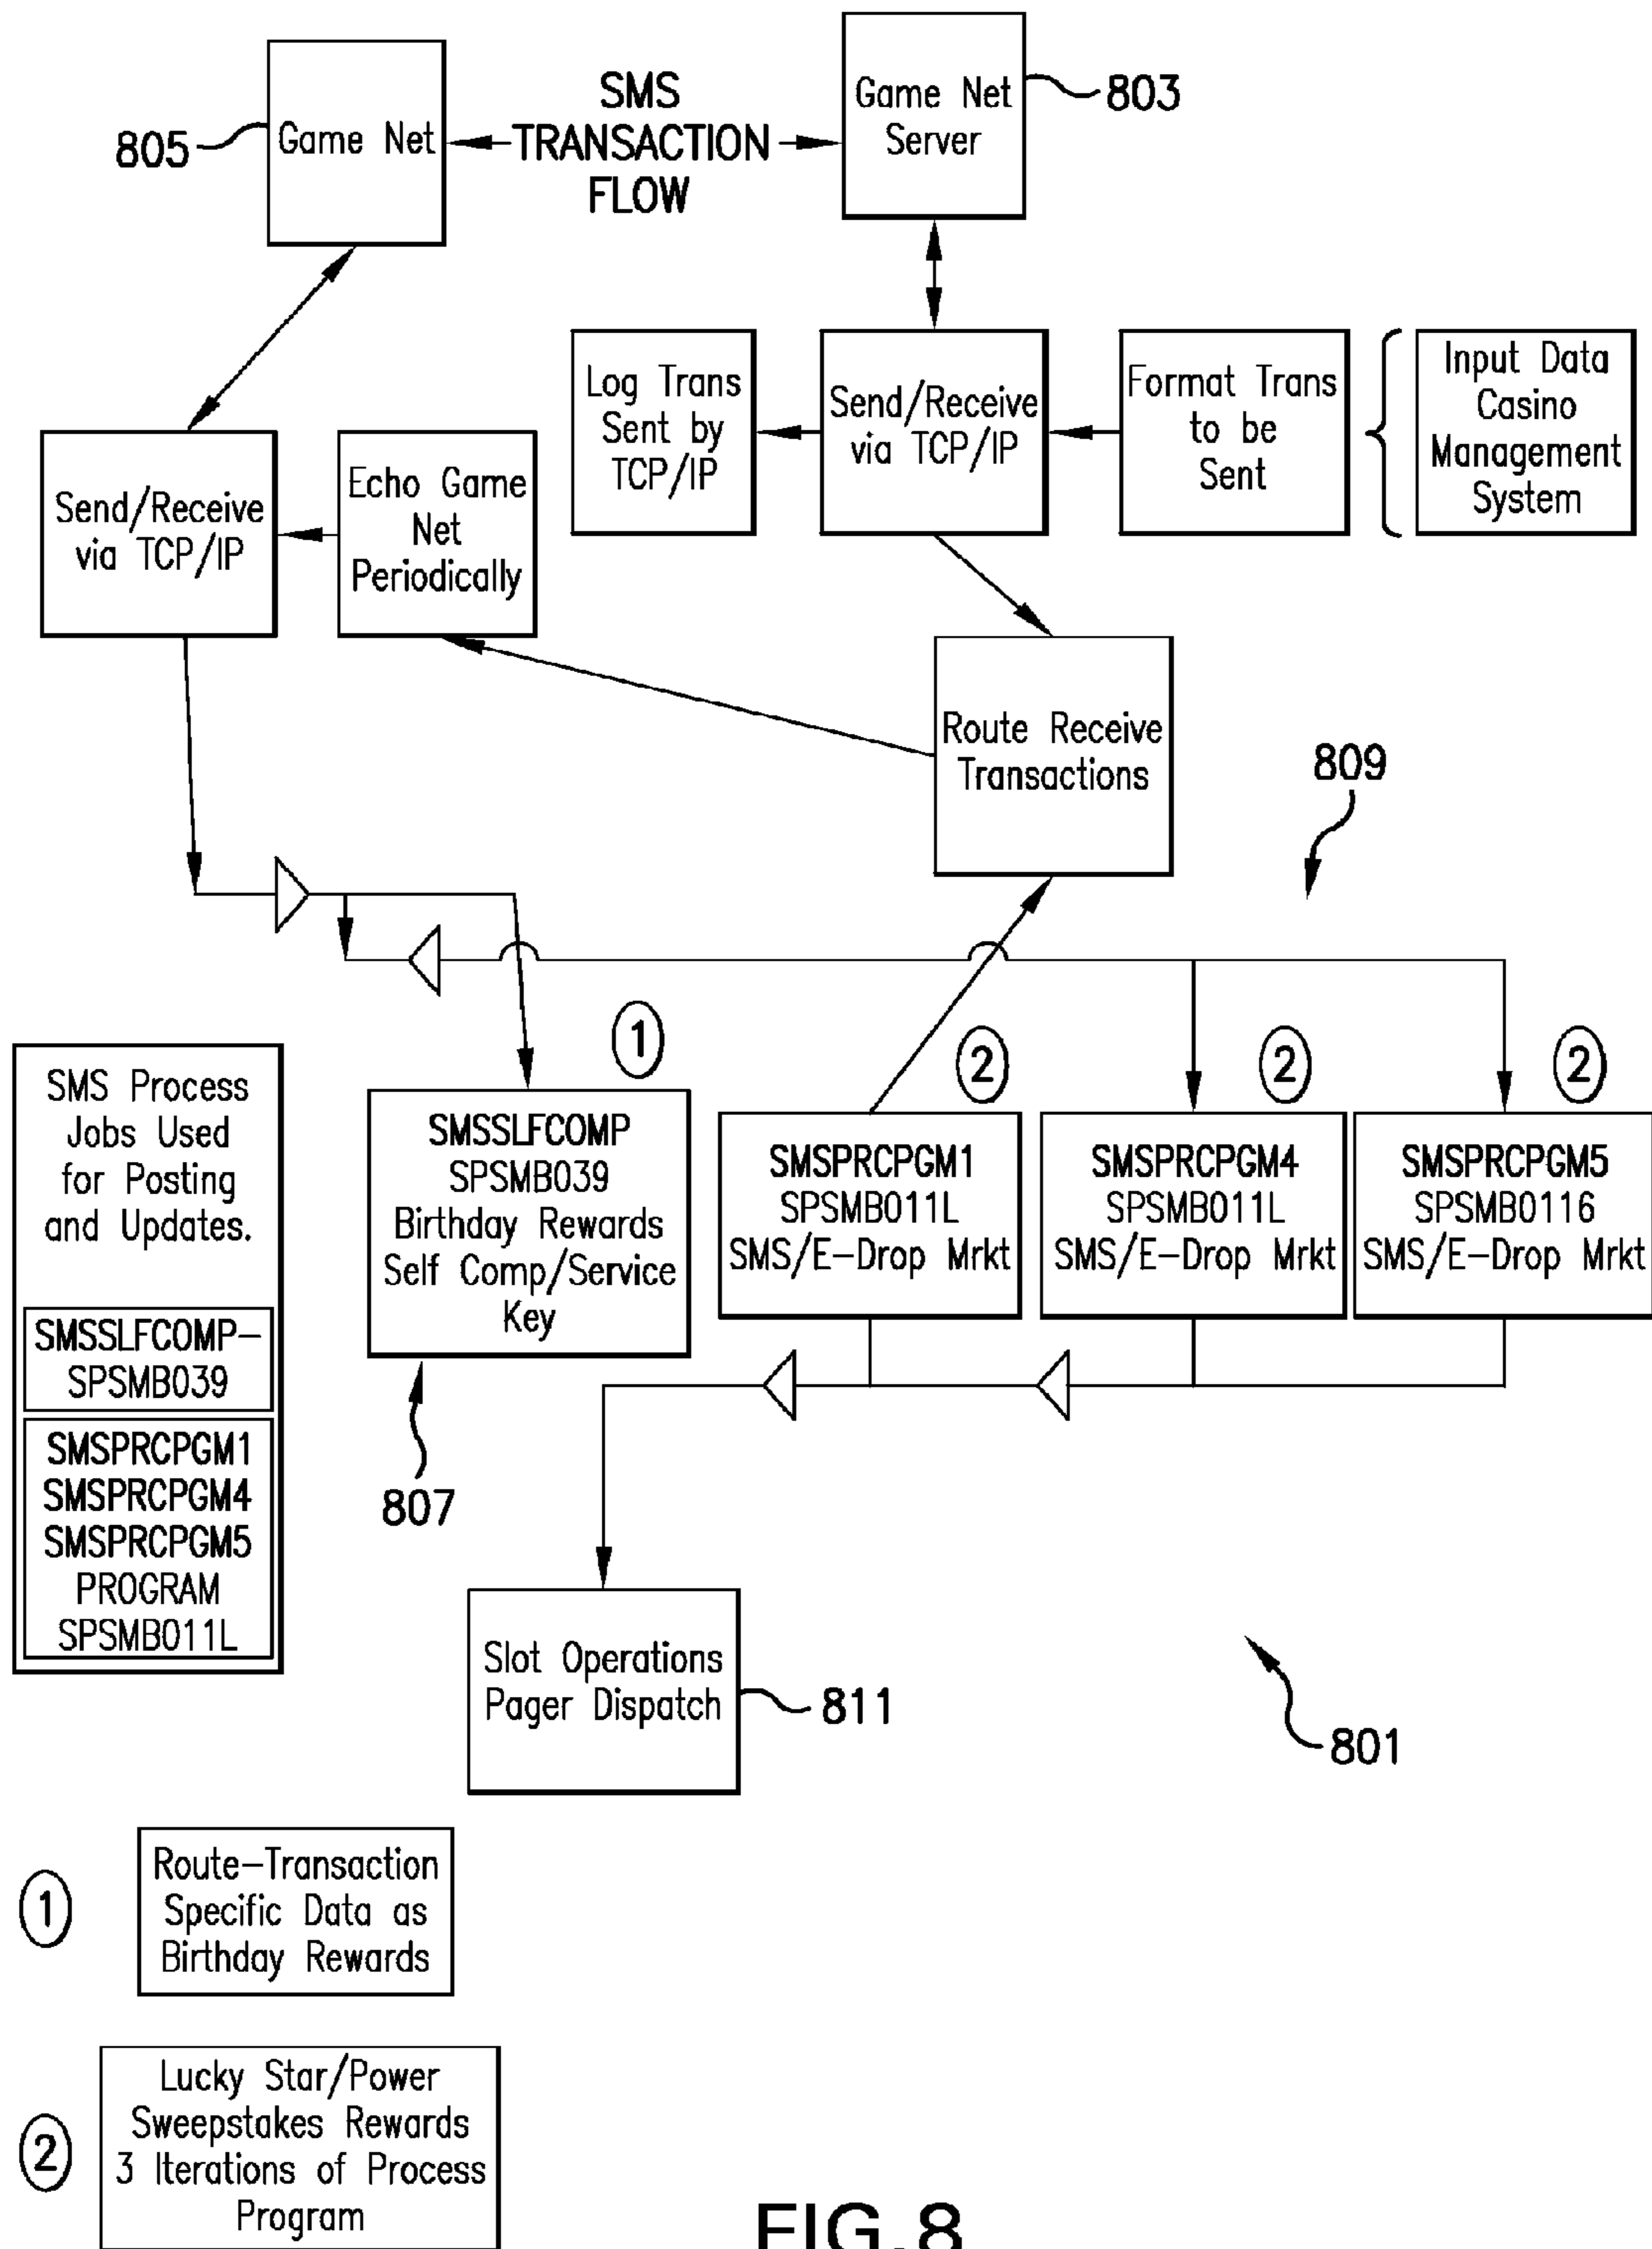 SMS
TRANSACTION
FLOW
805
Game Net
Game Net
Server
803
Log Trans
Sent by
TCP/IP
Send/Receive
via TCP/IP
Format Trans
to be
Sent
Input Data
Casino
Management
System
Send/Receive
via TCP/IP
Echo Game
Net
Periodically
Route Receive
Transactions
809
1
2
2
2
SMS Process
Jobs Used
for Posting
and Updates.
SMSSLFCOMP-
SPSMB039
SMSPRCPGM1
SMSPRCPGM4
SMSPRCPGM5
PROGRAM
SPSMB011L
SMSSLFCOMP
SPSMB039
Birthday Rewards
Self Comp/Service
Key
SMSPRCPGM1
SPSMB011L
SMS/E-Drop Mrkt
SMSPRCPGM4
SPSMB011L
SMS/E-Drop Mrkt
SMSPRCPGM5
SPSMB0116
SMS/E-Drop Mrkt
807
Slot Operations
Pager Dispatch
811
801
1
Route-Transaction
Specific Data as
Birthday Rewards
2
Lucky Star/Power
Sweepstakes Rewards
3 Iterations of Process
Program
FIG.8